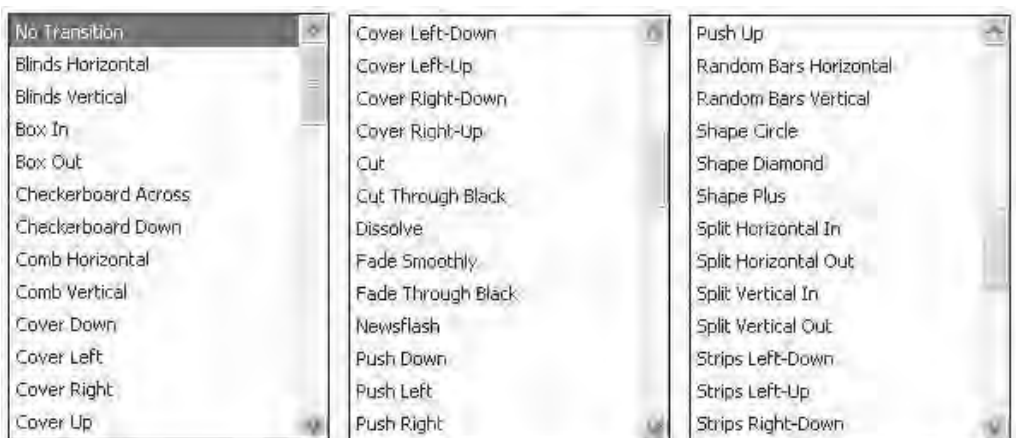 No Transition
Blinds Horizontal
Blinds Vertical
Box In
Box Out
Checkerboard Across
Checkerboard Down
Comb Horizontal
Comb Vertical
Cover Down
Cover Left
Cover Right
Cover Up
Cover Left-Down
Cover Left-Up
Cover Right-Down
Cover Right-Up
Cut
Cut Through Black
Dissolve
Fade Smoothly
Fade Through Black
Newsflash
Push Down
Push Left
Push Right
Push Up
Random Bars Horizontal
Random Bars Vertical
Shape Circle
Shape Diamond
Shape Plus
Split Horizontal In
Split Horizontal Out
Split Vertical In
Split Vertical Out
Strips Left-Down
Strips Left-Up
Strips Right-Down